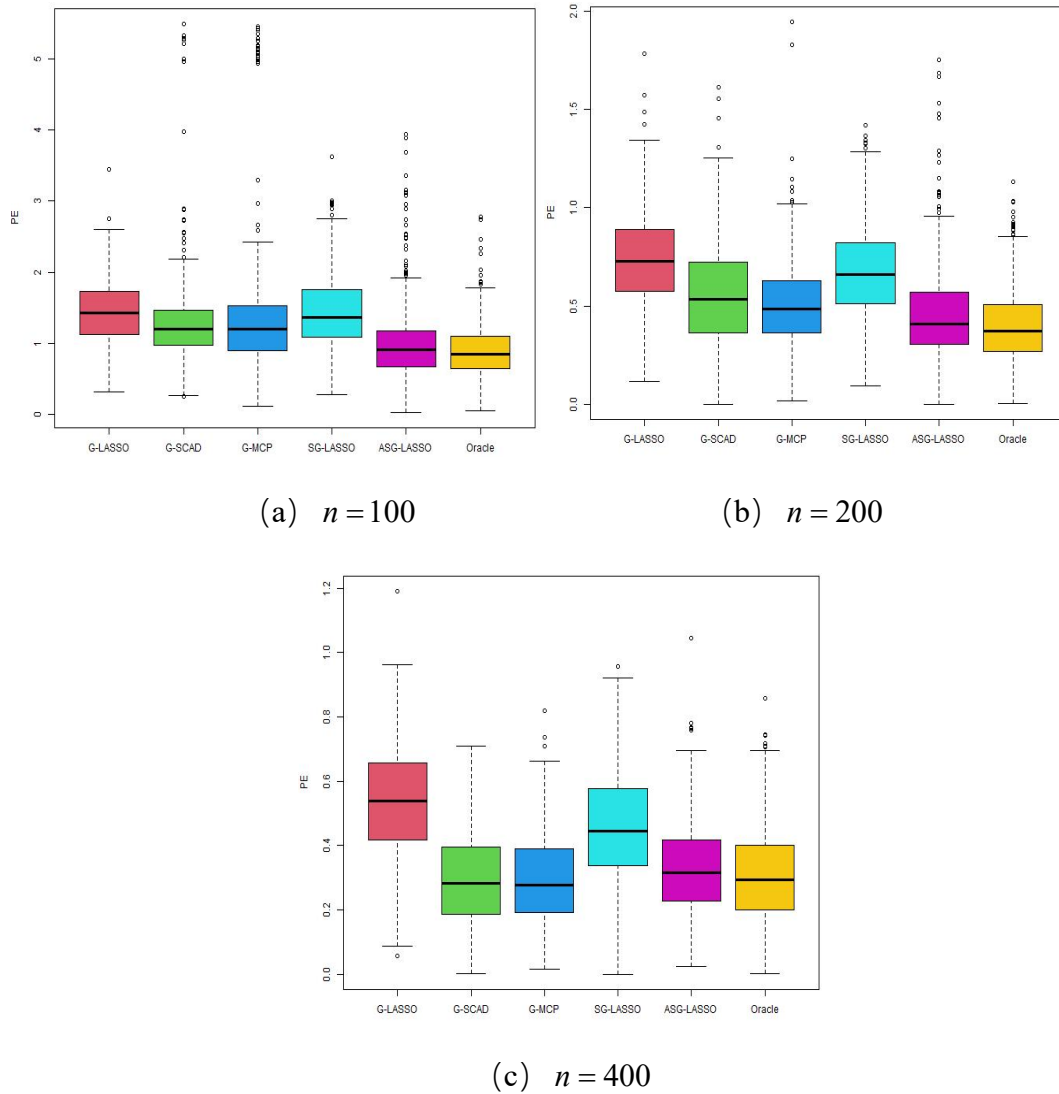 PE
5
4
3
2
1
0
G-LASSO G-SCAD G-MCP SG-LASSO ASG-LASSO Oracle
(a) n = 100
2.0
1.5
1.0
0.5
0.0
G-LASSO G-SCAD G-MCP SG-LASSO ASG-LASSO Oracle
(b) n = 200
PE
1.2
1.0
0.8
0.6
0.4
0.2
0.0
G-LASSO G-SCAD G-MCP SG-LASSO ASG-LASSO Oracle
(c) n = 400